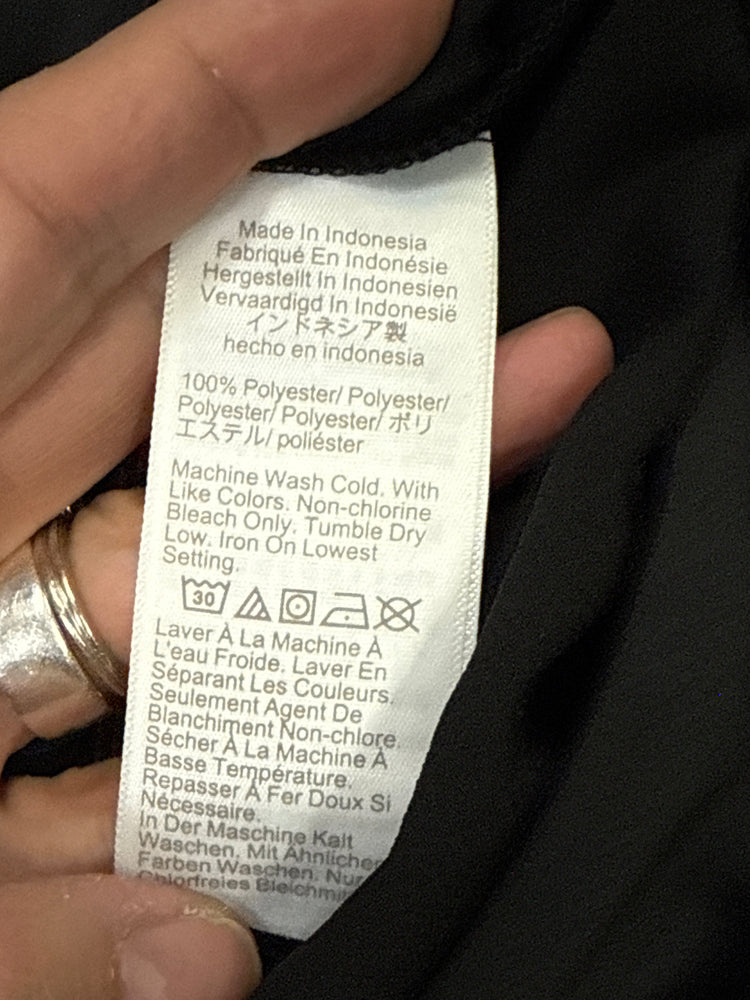 Made In Indonesia
Fabriqué En Indonésie
Hergestellt In Indonesien
Vervaardigd In Indonesië
インドネシア製
hecho en indonesia
100% Polyester/ Polyester/
Polyester/ Polyester/ ポリ
エステル/ poliéster
Machine Wash Cold. With
Like Colors. Non-chlorine
Bleach Only. Tumble Dry
Low. Iron On Lowest
Setting.
30
Laver À La Machine À
L'eau Froide. Laver En
Séparant Les Couleurs.
Seulement Agent De
Blanchiment Non-chlore.
Sécher À La Machine À
Basse Température.
Repasser À Fer Doux Si
Nécessaire.
In Der Maschine Kalt
Waschen. Mit Ähnlichen
Farben Waschen. Nur
Chlorfreies